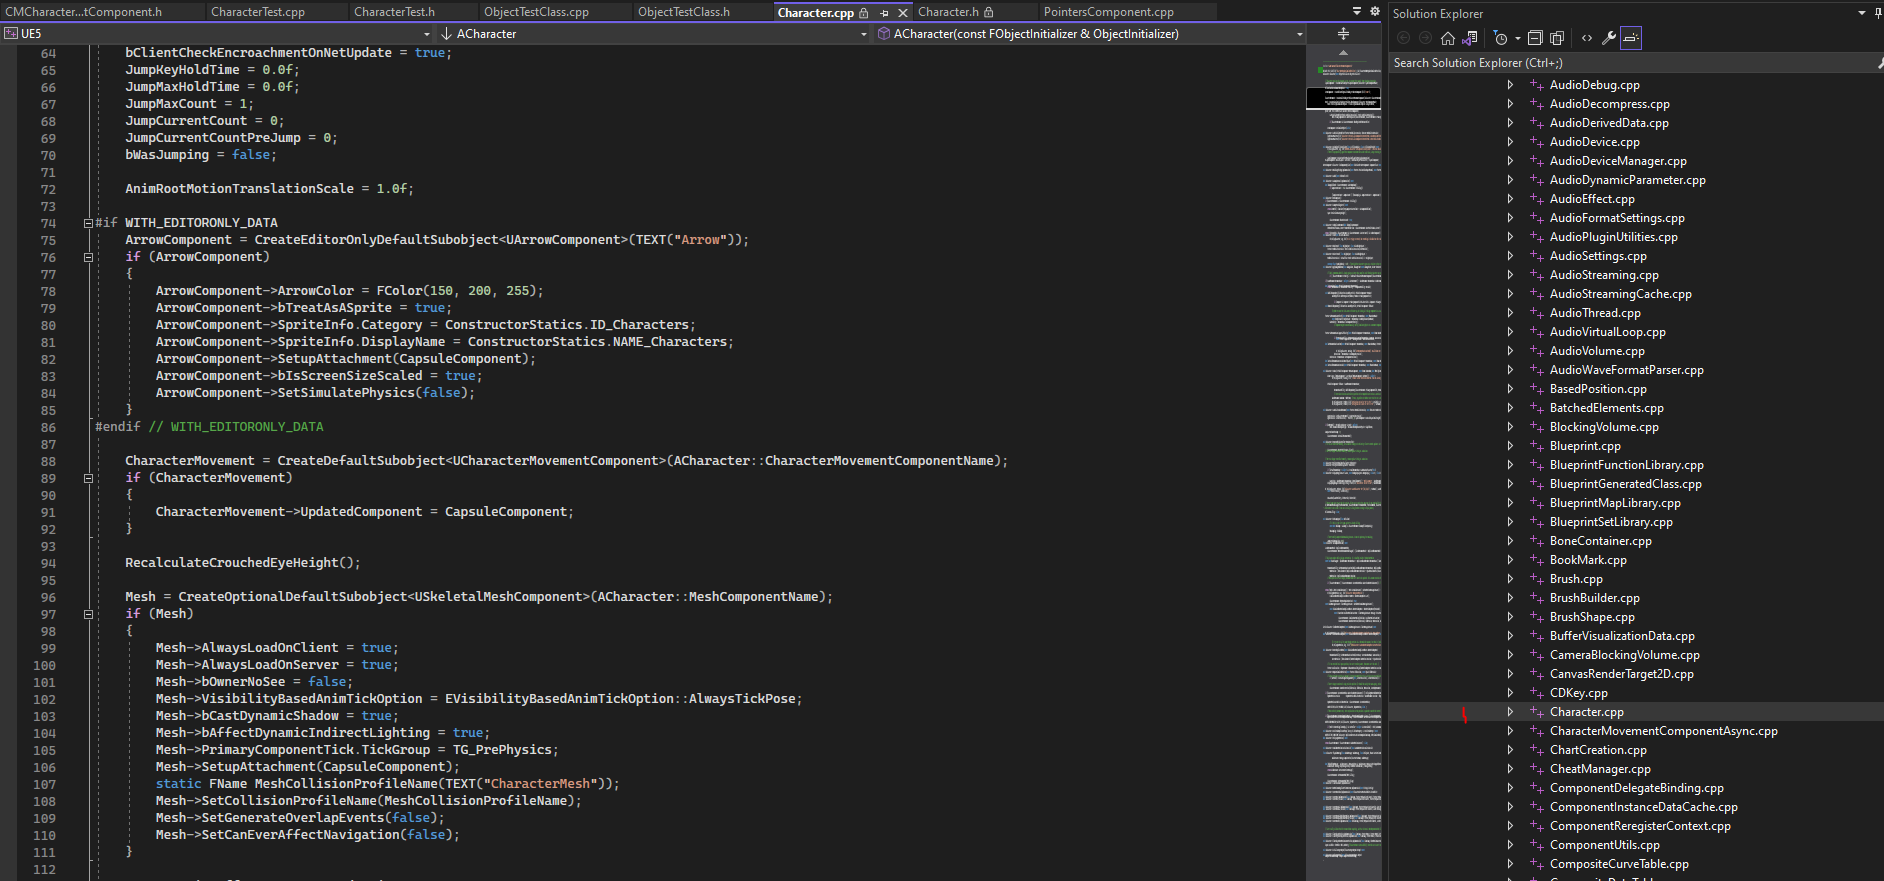 CMCharacter...tComponent.h
CharacterTest.cpp
CharacterTest.h
ObjectTestClass.cpp
ObjectTestClass.h
Character.cpp
Character.h
PointersComponent.cpp
UE5
ACharacter
ACharacter(const FObjectInitializer & ObjectInitializer)
64 bClientCheckEncroachmentOnNetUpdate = true;
65 JumpKeyHoldTime = 0.0f;
66 JumpMaxHoldTime = 0.0f;
67 JumpMaxCount = 1;
68 JumpCurrentCount = 0;
69 JumpCurrentCountPreJump = 0;
70 bWasJumping = false;
71
72 AnimRootMotionTranslationScale = 1.0f;
73
74 #if WITH_EDITORONLY_DATA
75 ArrowComponent = CreateEditorOnlyDefaultSubobject<UArrowComponent>(TEXT("Arrow"));
76 if (ArrowComponent)
77 {
78 ArrowComponent->ArrowColor = FColor(150, 200, 255);
79 ArrowComponent->bTreatAsASprite = true;
80 ArrowComponent->SpriteInfo.Category = ConstructorStatics.ID_Characters;
81 ArrowComponent->SpriteInfo.DisplayName = ConstructorStatics.NAME_Characters;
82 ArrowComponent->SetupAttachment(CapsuleComponent);
83 ArrowComponent->bIsScreenSizeScaled = true;
84 ArrowComponent->SetSimulatePhysics(false);
85 }
86 #endif // WITH_EDITORONLY_DATA
87
88 CharacterMovement = CreateDefaultSubobject<UCharacterMovementComponent>(ACharacter::CharacterMovementComponentName);
89 if (CharacterMovement)
90 {
91 CharacterMovement->UpdatedComponent = CapsuleComponent;
92 }
93
94 RecalculateCrouchedEyeHeight();
95
96 Mesh = CreateOptionalDefaultSubobject<USkeletalMeshComponent>(ACharacter::MeshComponentName);
97 if (Mesh)
98 {
99 Mesh->AlwaysLoadOnClient = true;
100 Mesh->AlwaysLoadOnServer = true;
101 Mesh->bOwnerNoSee = false;
102 Mesh->VisibilityBasedAnimTickOption = EVisibilityBasedAnimTickOption::AlwaysTickPose;
103 Mesh->bCastDynamicShadow = true;
104 Mesh->bAffectDynamicIndirectLighting = true;
105 Mesh->PrimaryComponentTick.TickGroup = TG_PrePhysics;
106 Mesh->SetupAttachment(CapsuleComponent);
107 static FName MeshCollisionProfileName(TEXT("CharacterMesh"));
108 Mesh->SetCollisionProfileName(MeshCollisionProfileName);
109 Mesh->SetGenerateOverlapEvents(false);
110 Mesh->SetCanEverAffectNavigation(false);
111 }
112
Solution Explorer
Search Solution Explorer (Ctrl+;)
AudioDebug.cpp
AudioDecompress.cpp
AudioDerivedData.cpp
AudioDevice.cpp
AudioDeviceManager.cpp
AudioDynamicParameter.cpp
AudioEffect.cpp
AudioFormatSettings.cpp
AudioPluginUtilities.cpp
AudioSettings.cpp
AudioStreaming.cpp
AudioStreamingCache.cpp
AudioThread.cpp
AudioVirtualLoop.cpp
AudioVolume.cpp
AudioWaveFormatParser.cpp
BasedPosition.cpp
BatchedElements.cpp
BlockingVolume.cpp
Blueprint.cpp
BlueprintFunctionLibrary.cpp
BlueprintGeneratedClass.cpp
BlueprintMapLibrary.cpp
BlueprintSetLibrary.cpp
BoneContainer.cpp
BookMark.cpp
Brush.cpp
BrushBuilder.cpp
BrushShape.cpp
BufferVisualizationData.cpp
CameraBlockingVolume.cpp
CanvasRenderTarget2D.cpp
CDKey.cpp
Character.cpp
CharacterMovementComponentAsync.cpp
ChartCreation.cpp
CheatManager.cpp
ComponentDelegateBinding.cpp
ComponentInstanceDataCache.cpp
ComponentReregisterContext.cpp
ComponentUtils.cpp
CompositeCurveTable.cpp